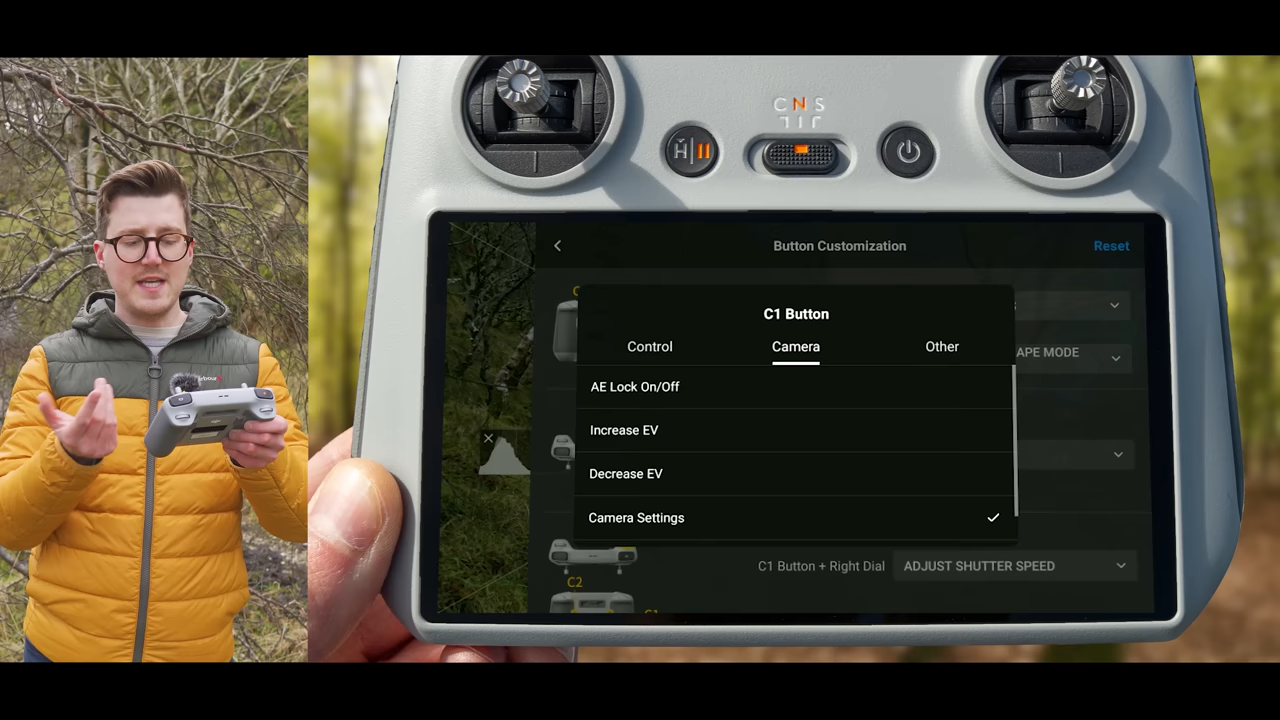 C N S
H
Button Customization
Reset
C1 Button
Control
Camera
Other
APE MODE
AE Lock On/Off
Increase EV
Decrease EV
Camera Settings
C1 Button + Right Dial
ADJUST SHUTTER SPEED
C2
C1